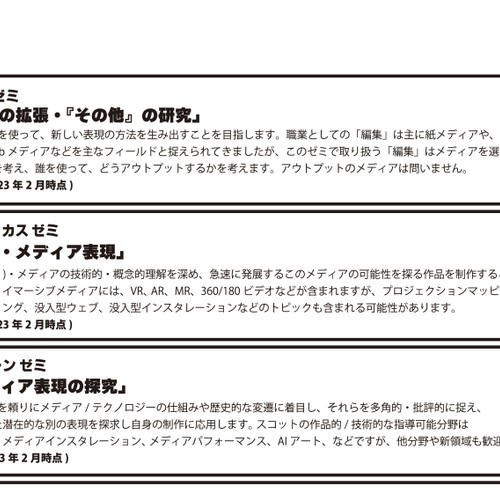 ゼミ
の拡張・『その他』の研究」
を使って、新しい表現の方法を生み出すことを目指します。職業としての「編集」は主に紙メディアや、
b メディアなどを主なフィールドと捉えられてきましたが、このゼミで取り扱う「編集」はメディアを選
考え、誰を使って、どうアウトプットするかを考えます。アウトプットのメディアは問いません。
23 年 2 月時点 )
カス ゼミ
・メディア表現」
)・メディアの技術的・概念的理解を深め、急速に発展するこのメディアの可能性を探る作品を制作する
イマーシブメディアには、VR, AR、MR、360/180 ビデオなどが含まれますが、プロジェクションマッピ
ング、没入型ウェブ、没入型インスタレーションなどのトピックも含まれる可能性があります。
23 年 2 月時点 )
ーン ゼミ
ィア表現の探究」
を頼りにメディア / テクノロジーの仕組みや歴史的な変遷に着目し、それらを多角的・批評的に捉え、
潜在的な別の表現を探求し自身の制作に応用します。スコットの作品的 / 技術的な指導可能分野は
メディアインスタレーション、メディアパフォーマンス、AI アート、などですが、他分野や新領域も歓迎
3 年 2 月時点 )